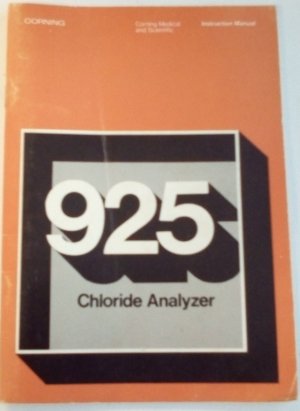 CORNING
Corning Medical
and Scientific
Instruction Manual
925
Chloride Analyzer